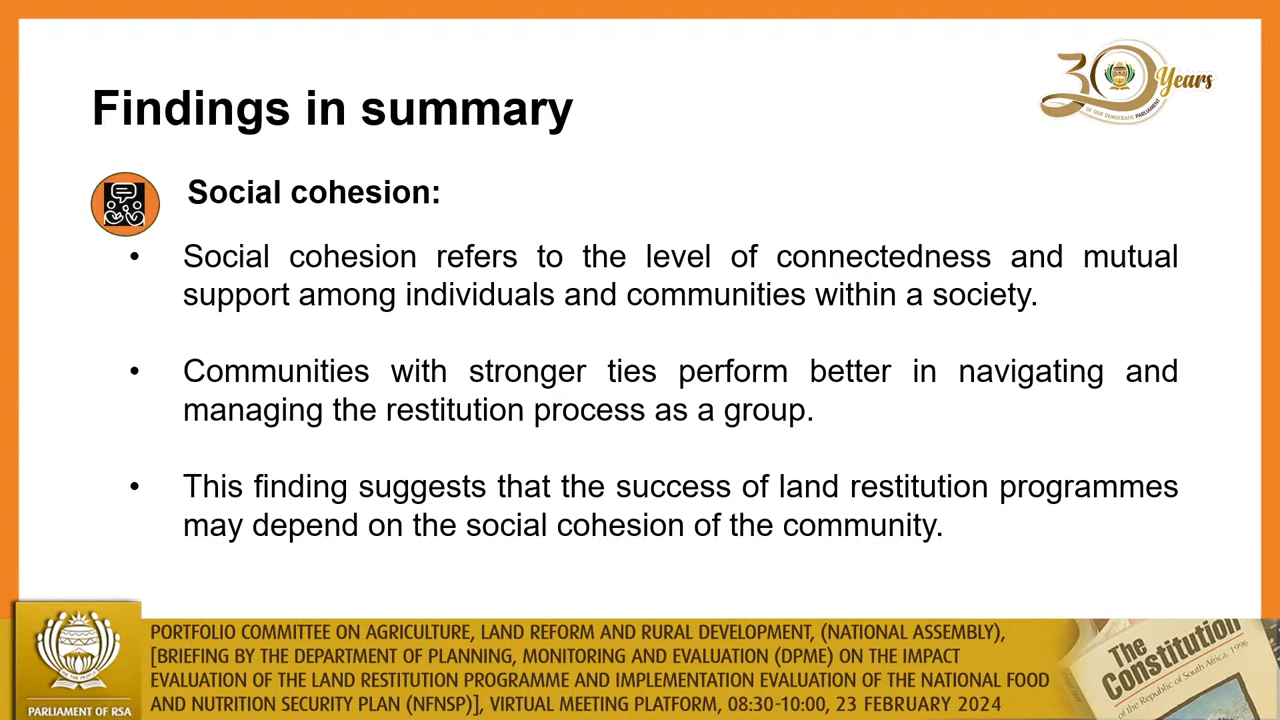 30 Years
OF OUR DEMOCRATIC PARLIAMENT
Findings in summary
Social cohesion:
• Social cohesion refers to the level of connectedness and mutual
support among individuals and communities within a society.
• Communities with stronger ties perform better in navigating and
managing the restitution process as a group.
• This finding suggests that the success of land restitution programmes
may depend on the social cohesion of the community.
PORTFOLIO COMMITTEE ON AGRICULTURE, LAND REFORM AND RURAL DEVELOPMENT, (NATIONAL ASSEMBLY),
[BRIEFING BY THE DEPARTMENT OF PLANNING, MONITORING AND EVALUATION (DPME) ON THE IMPACT
EVALUATION OF THE LAND RESTITUTION PROGRAMME AND IMPLEMENTATION EVALUATION OF THE NATIONAL FOOD
AND NUTRITION SECURITY PLAN (NFNSP)], VIRTUAL MEETING PLATFORM, 08:30-10:00, 23 FEBRUARY 2024
PARLIAMENT OF RSA
The
Constitution
of the Republic of South Africa, 1996